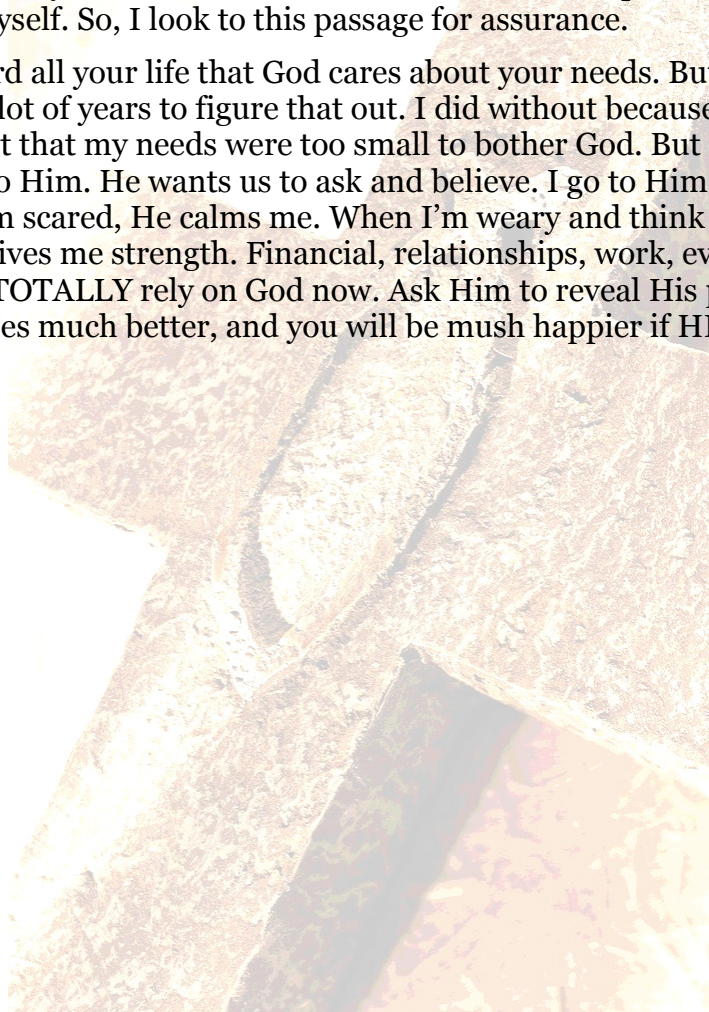 yself. So, I look to this passage for assurance.
rd all your life that God cares about your needs. But
lot of years to figure that out. I did without because
t that my needs were too small to bother God. But
o Him. He wants us to ask and believe. I go to Him
m scared, He calms me. When I’m weary and think
ives me strength. Financial, relationships, work, ev
TOTALLY rely on God now. Ask Him to reveal His p
es much better, and you will be mush happier if HI